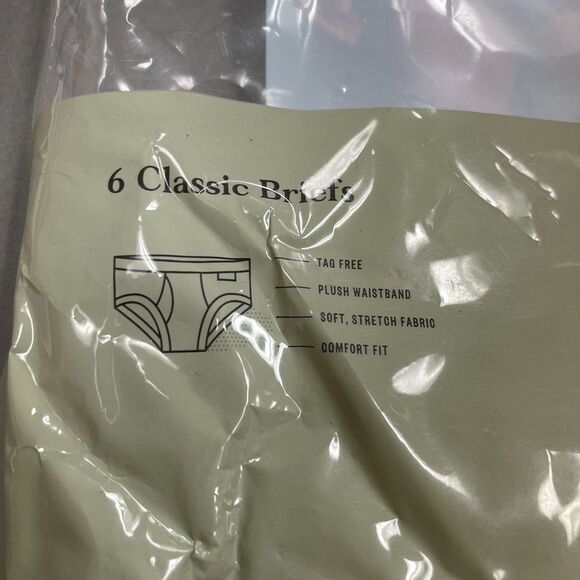 6 Classic Briefs
TAG FREE
PLUSH WAISTBAND
SOFT, STRETCH FABRIC
COMFORT FIT